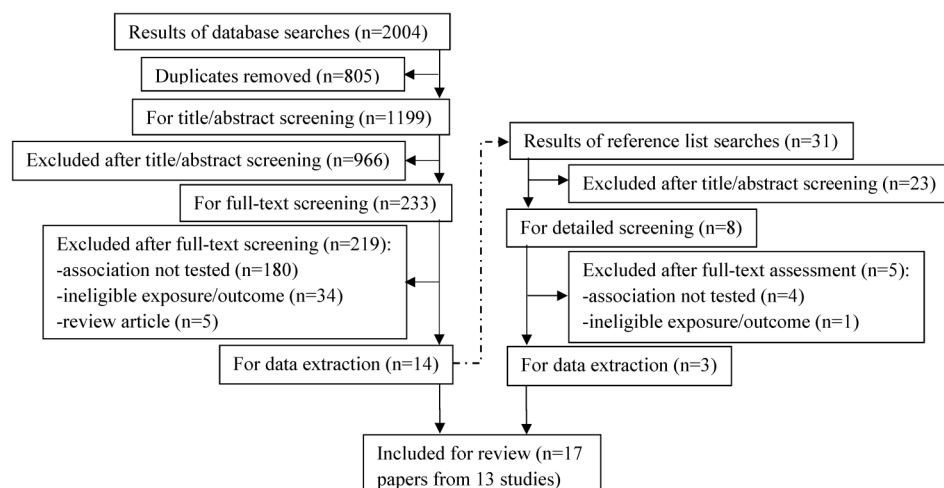 Results of database searches (n=2004)
Duplicates removed (n=805)
For title/abstract screening (n=1199)
Excluded after title/abstract screening (n=966)
For full-text screening (n=233)
Excluded after full-text screening (n=219):
-association not tested (n=180)
-ineligible exposure/outcome (n=34)
-review article (n=5)
For data extraction (n=14)
Results of reference list searches (n=31)
Excluded after title/abstract screening (n=23)
For detailed screening (n=8)
Excluded after full-text assessment (n=5):
-association not tested (n=4)
-ineligible exposure/outcome (n=1)
For data extraction (n=3)
Included for review (n=17
papers from 13 studies)